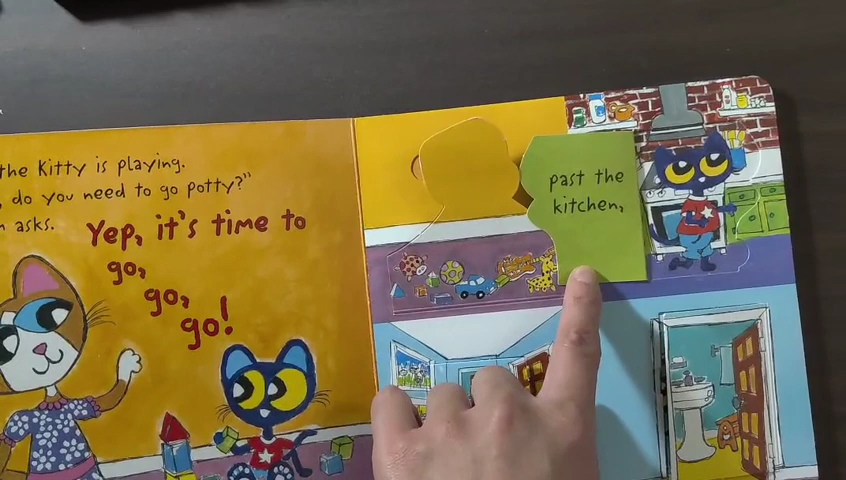 the Kitty is playing.
, do you need to go potty?"
asks.
Yep, it's time to
go,
go,
go!
past the
kitchen,